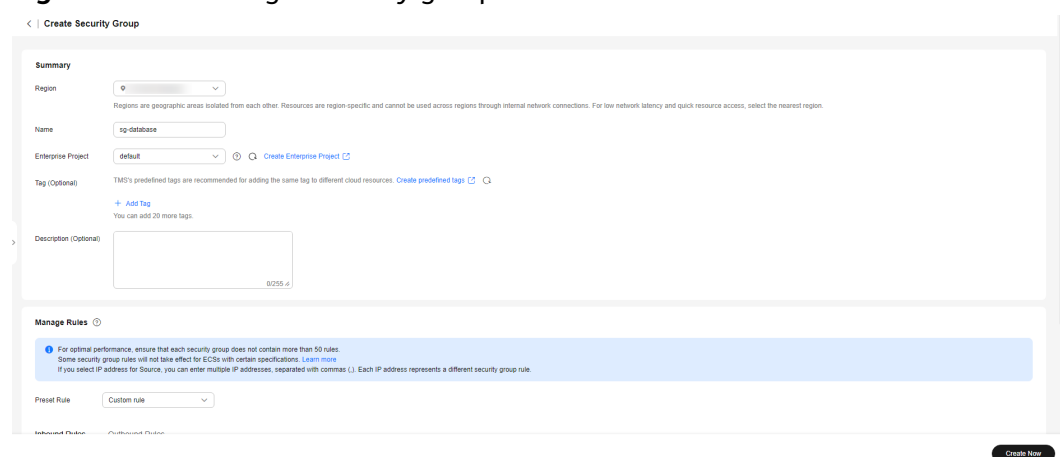 < | Create Security Group
Summary
Region
Regions are geographic areas isolated from each other. Resources are region-specific and cannot be used across regions through internal network connections. For low network latency and quick resource access, select the nearest region.
Name
sg-database
Enterprise Project
default
Create Enterprise Project
Tag (Optional)
TMS's predefined tags are recommended for adding the same tag to different cloud resources. Create predefined tags
+ Add Tag
You can add 20 more tags.
Description (Optional)
0/255
Manage Rules
For optimal performance, ensure that each security group does not contain more than 50 rules.
Some security group rules will not take effect for ECSs with certain specifications. Learn more
If you select IP address for Source, you can enter multiple IP addresses, separated with commas (,). Each IP address represents a different security group rule.
Preset Rule
Custom rule
Inbound Rules Outbound Rules
Create Now